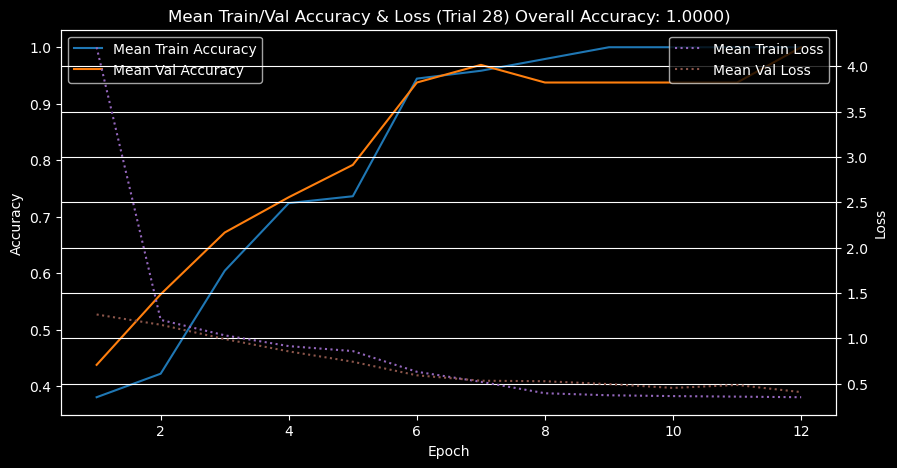 Mean Train/Val Accuracy & Loss (Trial 28) Overall Accuracy: 1.0000)
Mean Train Accuracy
Mean Val Accuracy
Mean Train Loss
Mean Val Loss
1.0
0.9
0.8
0.7
0.6
0.5
0.4
Accuracy
4.0
3.5
3.0
2.5
2.0
1.5
1.0
0.5
Loss
2 4 6 8 10 12
Epoch